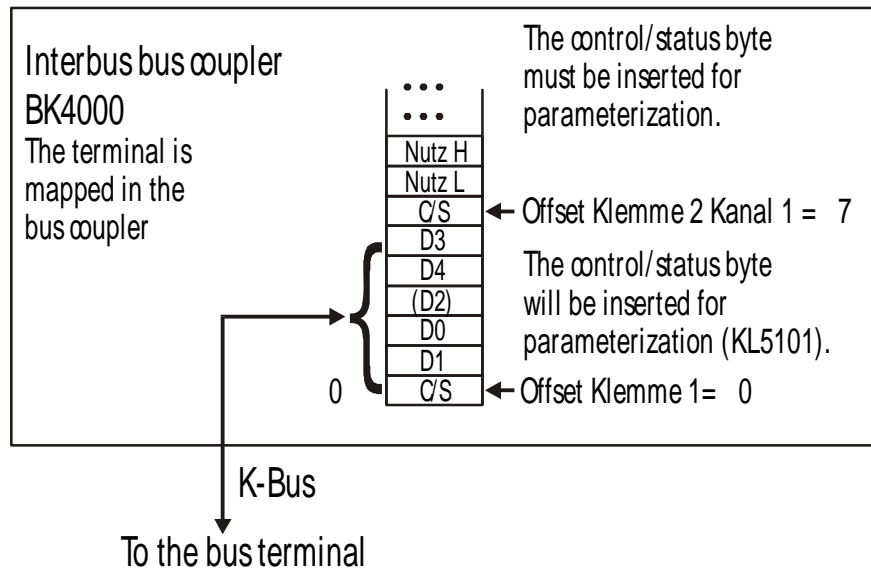 Interbus bus coupler
BK4000
The terminal is
mapped in the
bus coupler
The control/status byte
must be inserted for
parameterization.
Nutz H
Nutz L
C/S
Offset Klemme 2 Kanal 1 = 7
D3
D4
(D2)
D0
D1
The control/status byte
will be inserted for
parameterization (KL5101).
0
C/S
Offset Klemme 1= 0
K-Bus
To the bus terminal